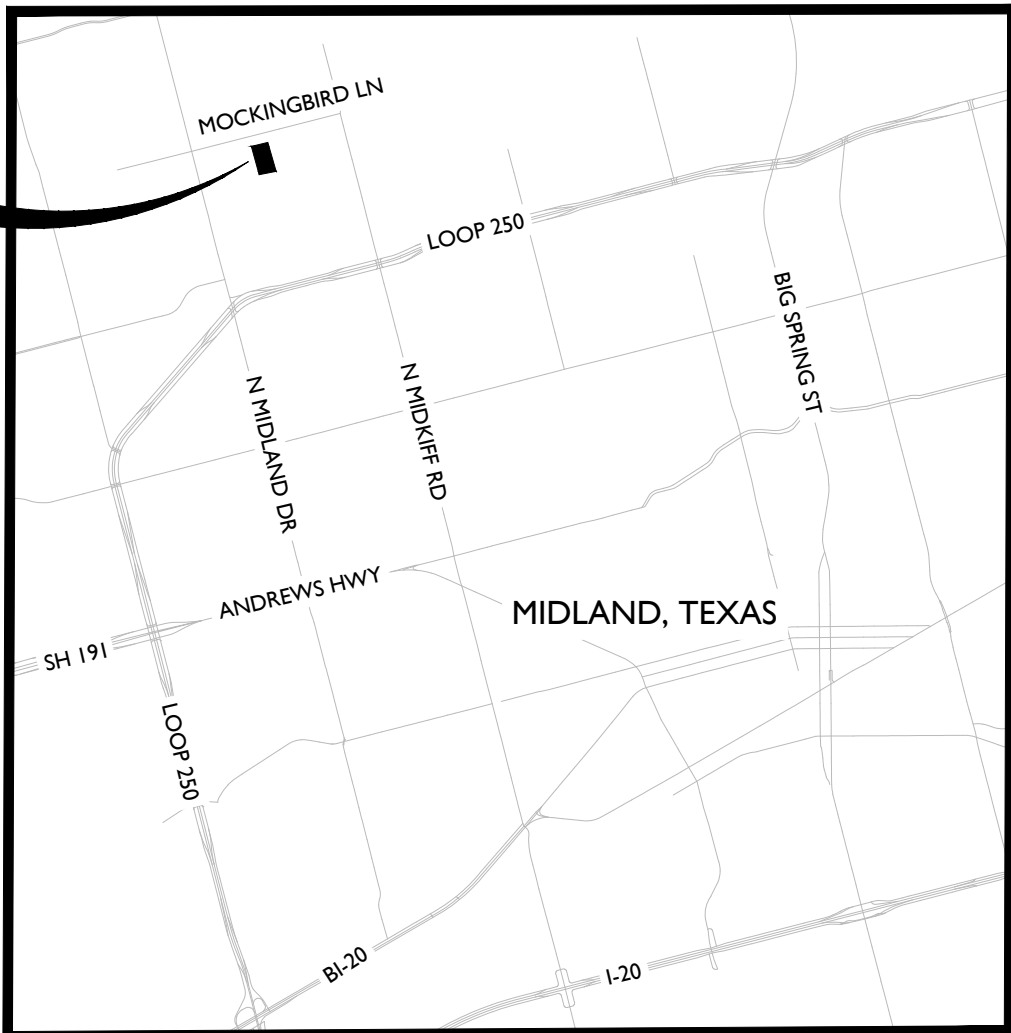 MOCKINGBIRD LN
LOOP 250
BIG SPRING ST
N MIDLAND DR
N MIDKIFF RD
ANDREWS HWY
MIDLAND, TEXAS
SH 191
LOOP 250
BI-20
I-20